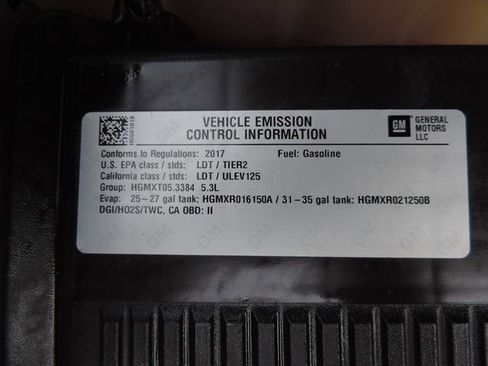 VEHICLE EMISSION
CONTROL INFORMATION
GM
GENERAL
MOTORS
LLC
Conforms to Regulations: 2017 Fuel: Gasoline
U.S. EPA class / stds: LDT / TIER2
California class / stds: LDT / ULEV125
Group: HGMXT05.3384 5.3L
Evap: 25-27 gal tank: HGMXR016150A / 31-35 gal tank: HGMXR021250B
DGI/HO2S/TWC, CA OBD: II